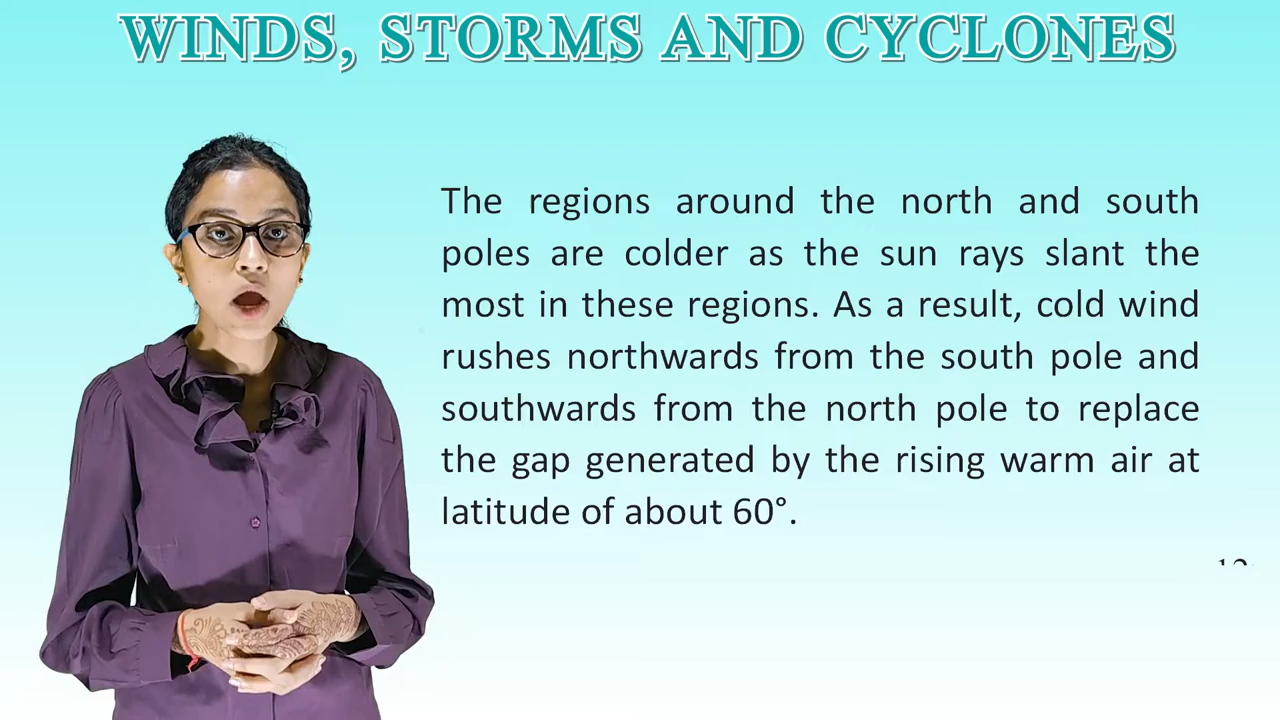 WINDS, STORMS AND CYCLONES
The regions around the north and south
poles are colder as the sun rays slant the
most in these regions. As a result, cold wind
rushes northwards from the south pole and
southwards from the north pole to replace
the gap generated by the rising warm air at
latitude of about 60°.